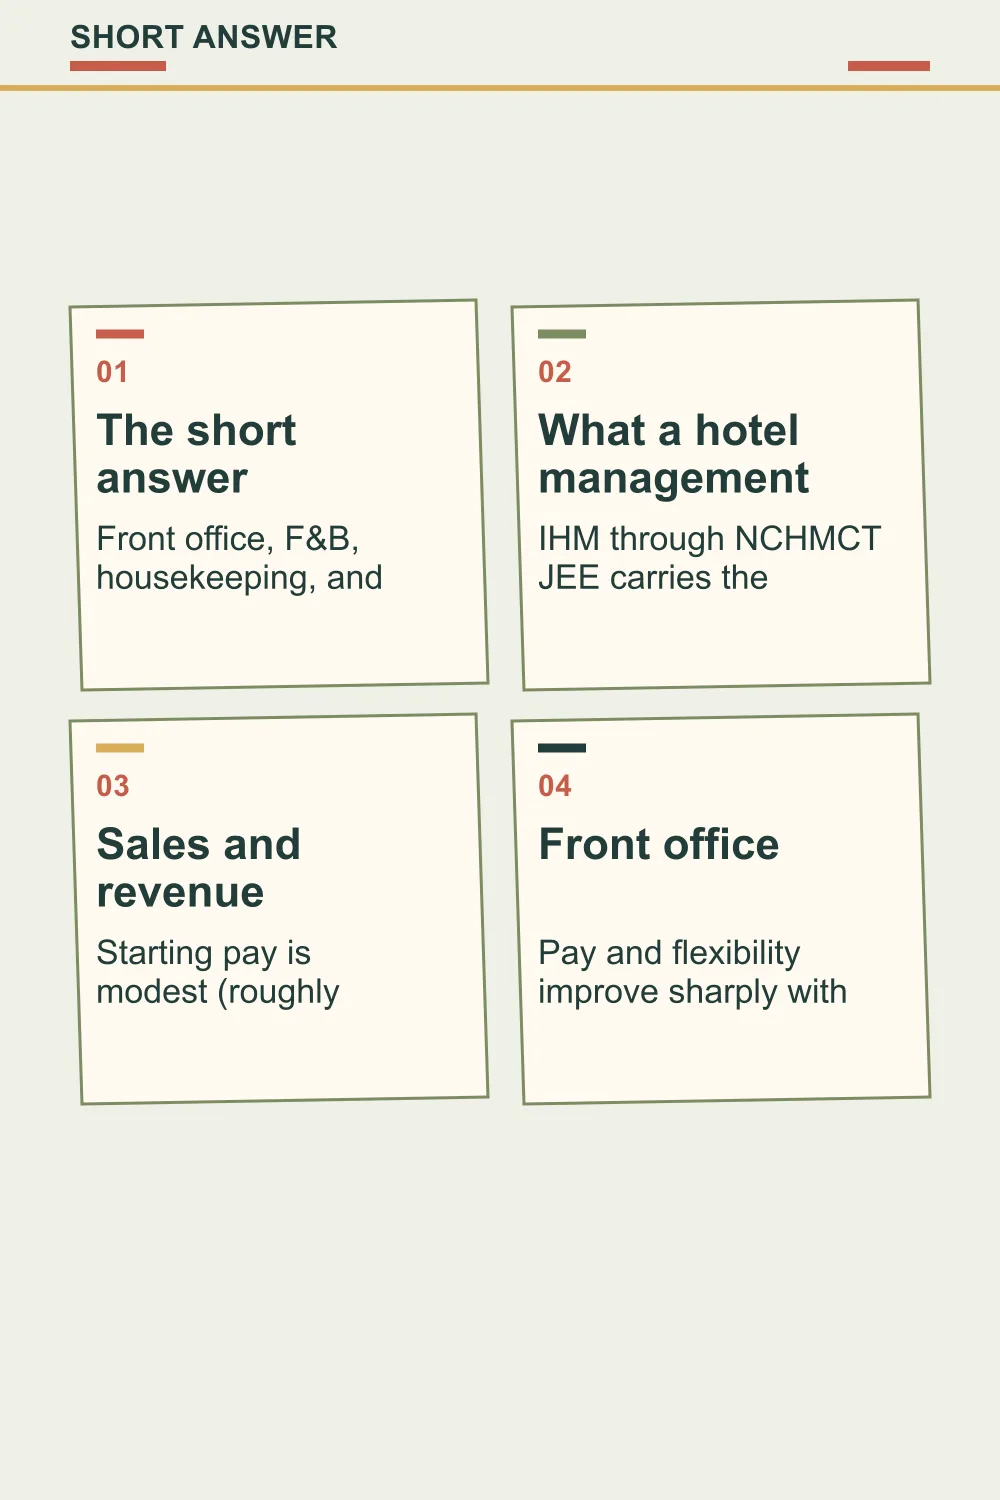 SHORT ANSWER
01
The short
answer
Front office, F&B,
housekeeping, and
02
What a hotel
management
IHM through NCHMCT
JEE carries the
03
Sales and
revenue
Starting pay is
modest (roughly
04
Front office
Pay and flexibility
improve sharply with